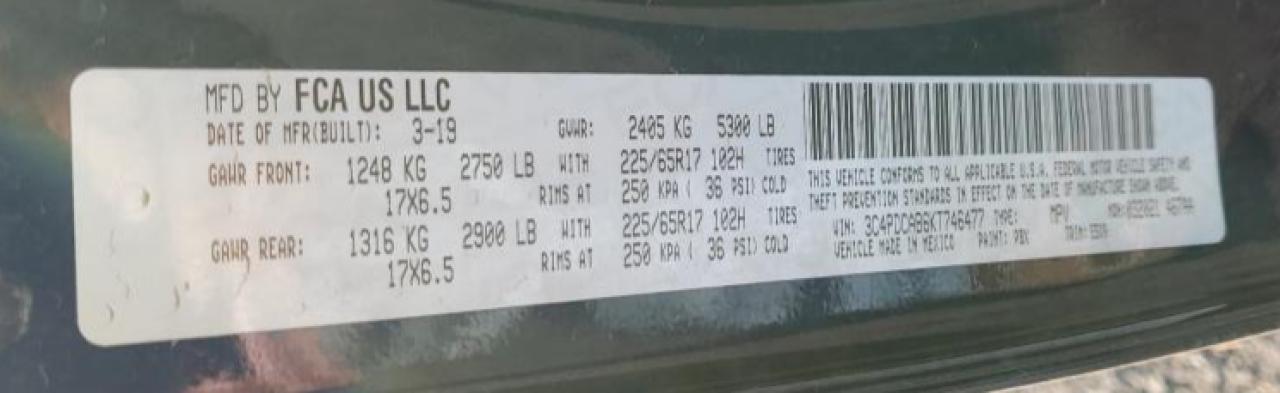 MFD BY FCA US LLC
DATE OF MFR(BUILT): 3-19 GVWR: 2405 KG 5300 LB
GAWR FRONT: 1248 KG 2750 LB WITH 225/65R17 102H TIRES
17X6.5 RIMS AT 250 KPA ( 36 PSI) COLD
GAWR REAR: 1316 KG 2900 LB WITH 225/65R17 102H TIRES
17X6.5 RIMS AT 250 KPA ( 36 PSI) COLD
THIS VEHICLE CONFORMS TO ALL APPLICABLE U.S.A. FEDERAL MOTOR VEHICLE SAFETY AND
THEFT PREVENTION STANDARDS IN EFFECT ON THE DATE OF MANUFACTURE SHOWN ABOVE.
VIN: 3C4PDCAB6KT746477 TYPE: MPV
VEHICLE MADE IN MEXICO PAINT: PBX TRIM: